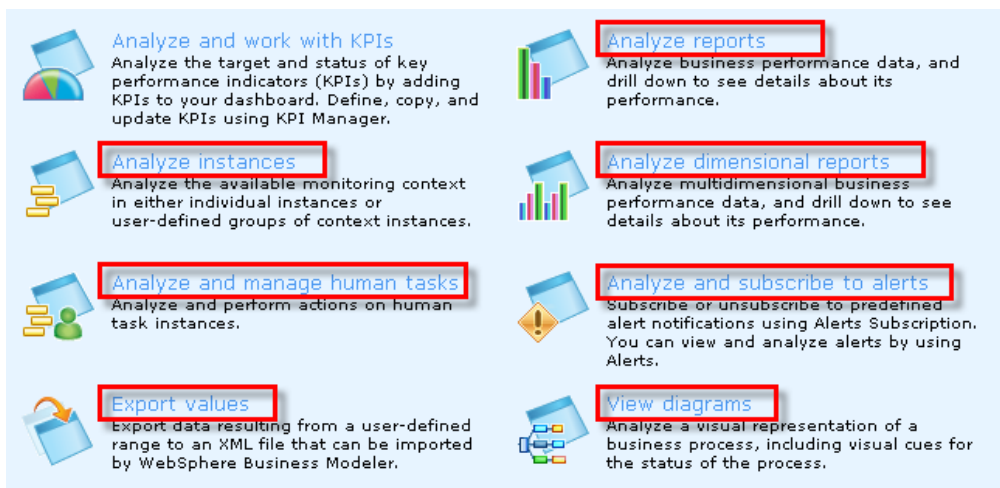 Analyze and work with KPIs
Analyze the target and status of key
performance indicators (KPIs) by adding
KPIs to your dashboard. Define, copy, and
update KPIs using KPI Manager.
Analyze instances
Analyze the available monitoring context
in either individual instances or
user-defined groups of context instances.
Analyze and manage human tasks
Analyze and perform actions on human
task instances.
Export values
Export data resulting from a user-defined
range to an XML file that can be imported
by WebSphere Business Modeler.
Analyze reports
Analyze business performance data, and
drill down to see details about its
performance.
Analyze dimensional reports
Analyze multidimensional business
performance data, and drill down to see
details about its performance.
Analyze and subscribe to alerts
Subscribe or unsubscribe to predefined
alert notifications using Alerts Subscription.
You can view and analyze alerts by using
Alerts.
View diagrams
Analyze a visual representation of a
business process, including visual cues for
the status of the process.